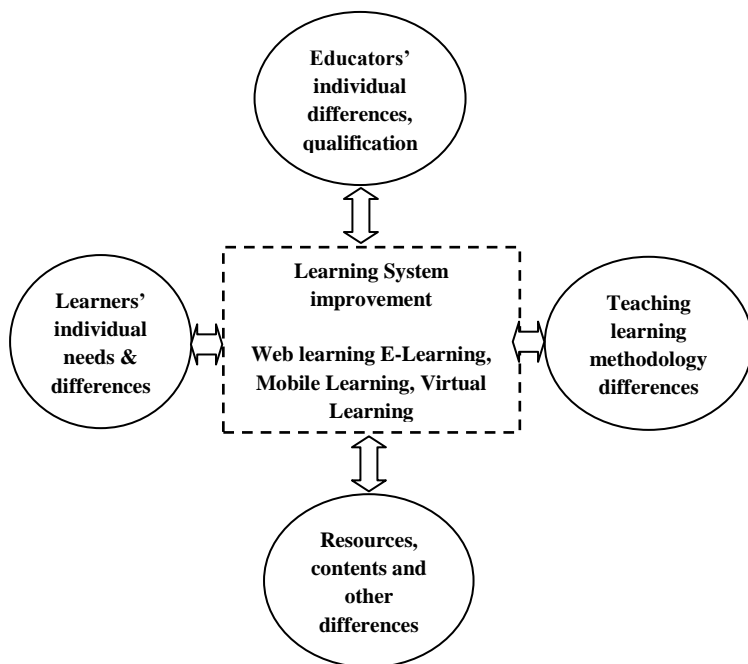 Educators’
individual
differences,
qualification
Learning System
improvement
Web learning E-Learning,
Mobile Learning, Virtual
Learning
Learners’
individual
needs &
differences
Teaching
learning
methodology
differences
Resources,
contents and
other
differences